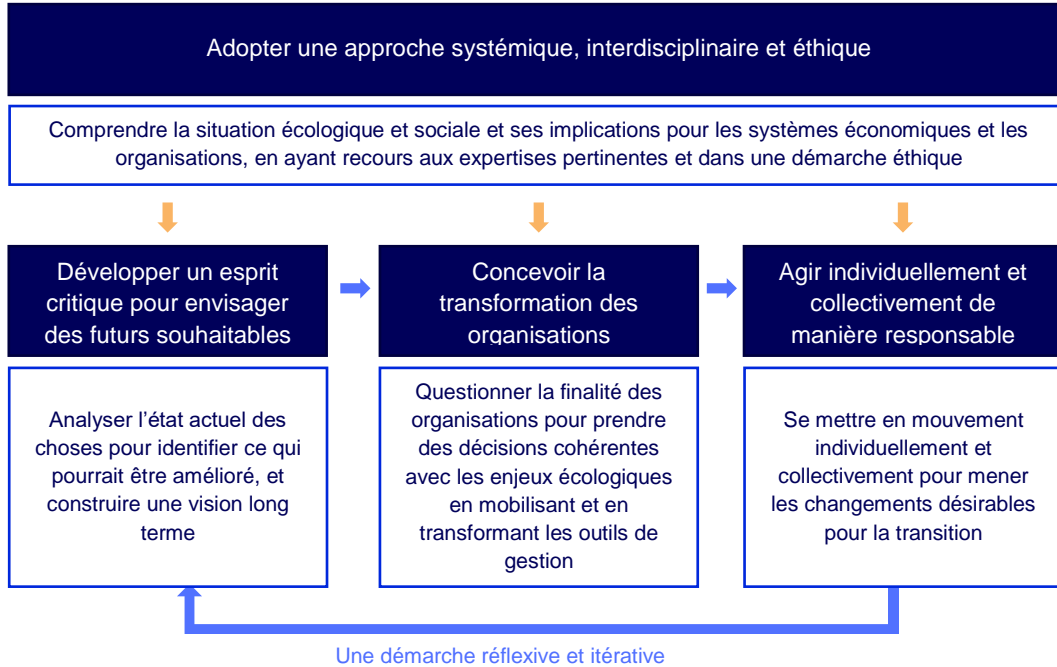 Adopter une approche systémique, interdisciplinaire et éthique
Comprendre la situation écologique et sociale et ses implications pour les systèmes économiques et les
organisations, en ayant recours aux expertises pertinentes et dans une démarche éthique
Développer un esprit
critique pour envisager
des futurs souhaitables
Analyser l’état actuel des
choses pour identifier ce qui
pourrait être amélioré, et
construire une vision long
terme
Concevoir la
transformation des
organisations
Questionner la finalité des
organisations pour prendre
des décisions cohérentes
avec les enjeux écologiques
en mobilisant et en
transformant les outils de
gestion
Agir individuellement et
collectivement de
manière responsable
Se mettre en mouvement
individuellement et
collectivement pour mener
les changements désirables
pour la transition
Une démarche réflexive et itérative